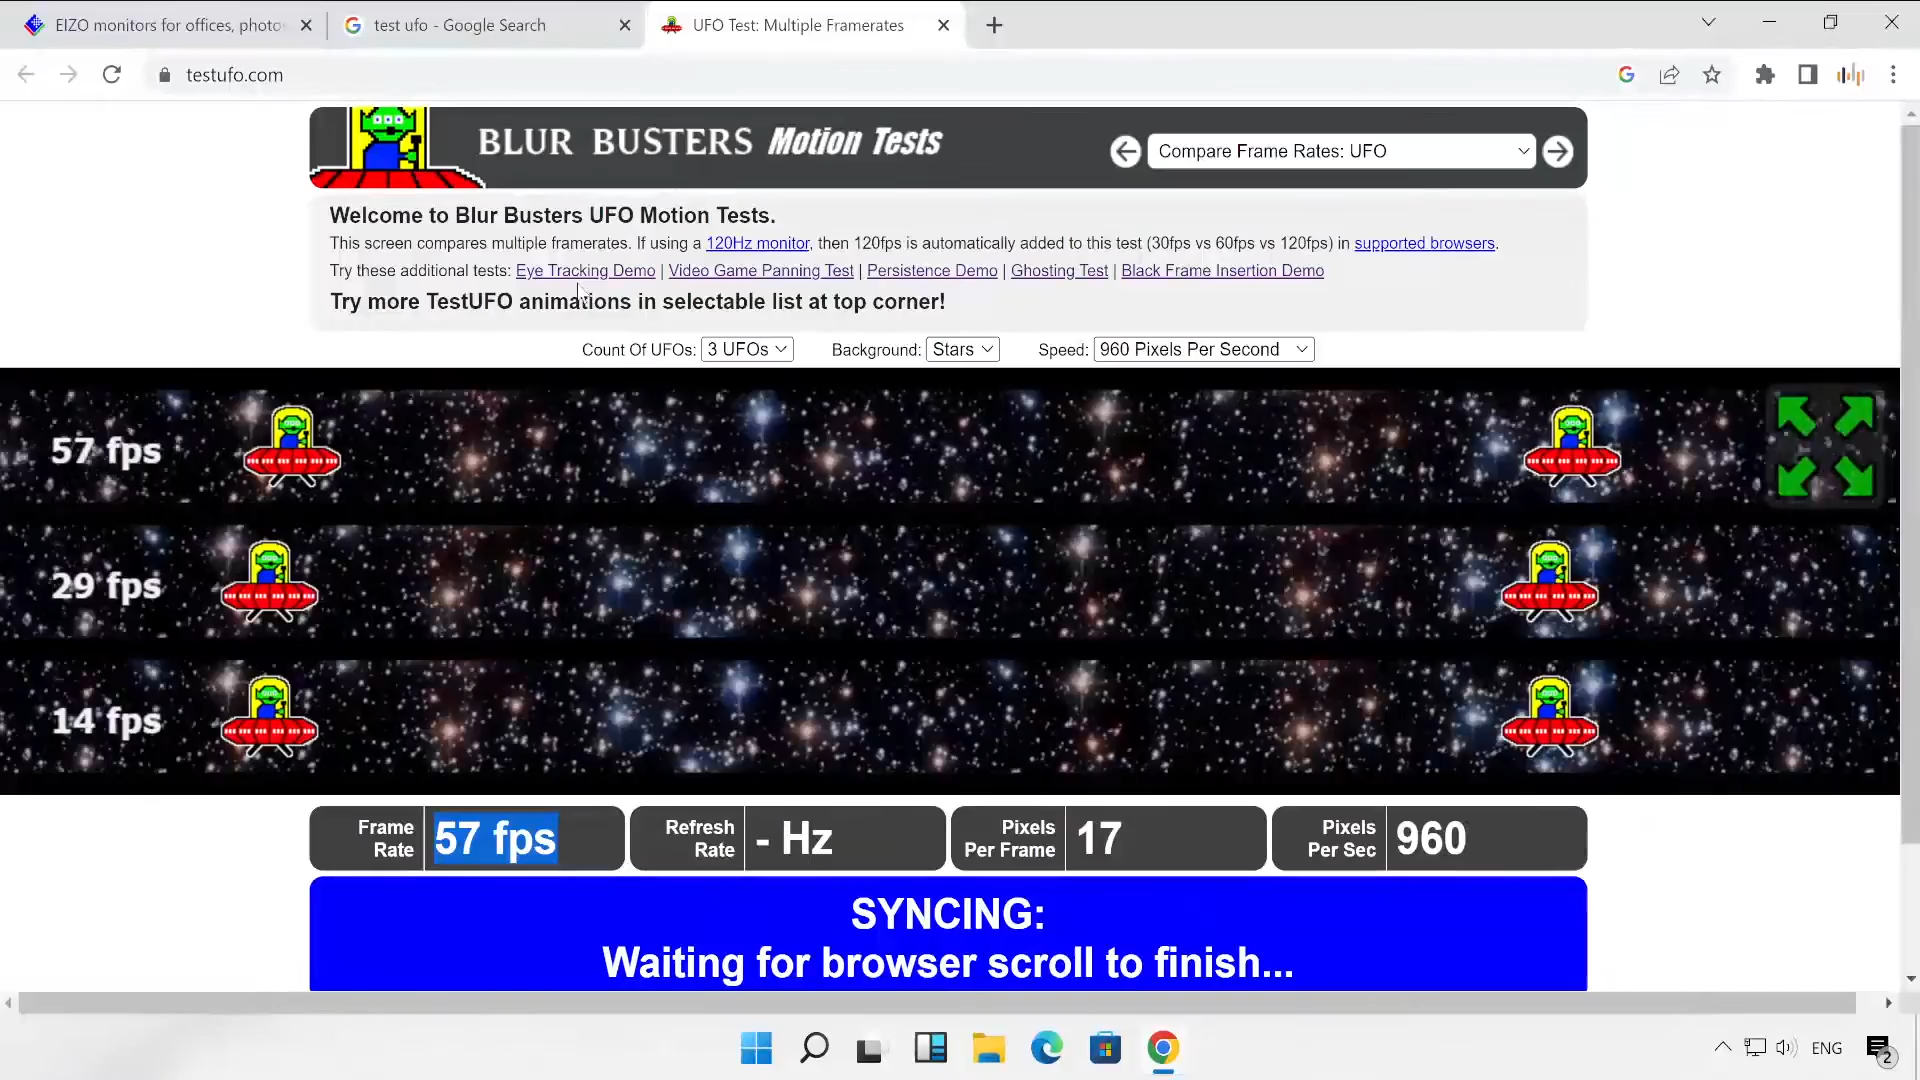 EIZO monitors for offices, photo
test ufo - Google Search
UFO Test: Multiple Framerates
testufo.com
BLUR BUSTERS Motion Tests
Compare Frame Rates: UFO
Welcome to Blur Busters UFO Motion Tests.
This screen compares multiple framerates. If using a 120Hz monitor, then 120fps is automatically added to this test (30fps vs 60fps vs 120fps) in supported browsers.
Try these additional tests: Eye Tracking Demo | Video Game Panning Test | Persistence Demo | Ghosting Test | Black Frame Insertion Demo
Try more TestUFO animations in selectable list at top corner!
Count Of UFOs: 3 UFOs Background: Stars Speed: 960 Pixels Per Second
57 fps
29 fps
14 fps
Frame Rate 57 fps
Refresh Rate - Hz
Pixels Per Frame 17
Pixels Per Sec 960
SYNCING:
Waiting for browser scroll to finish...
ENG
2